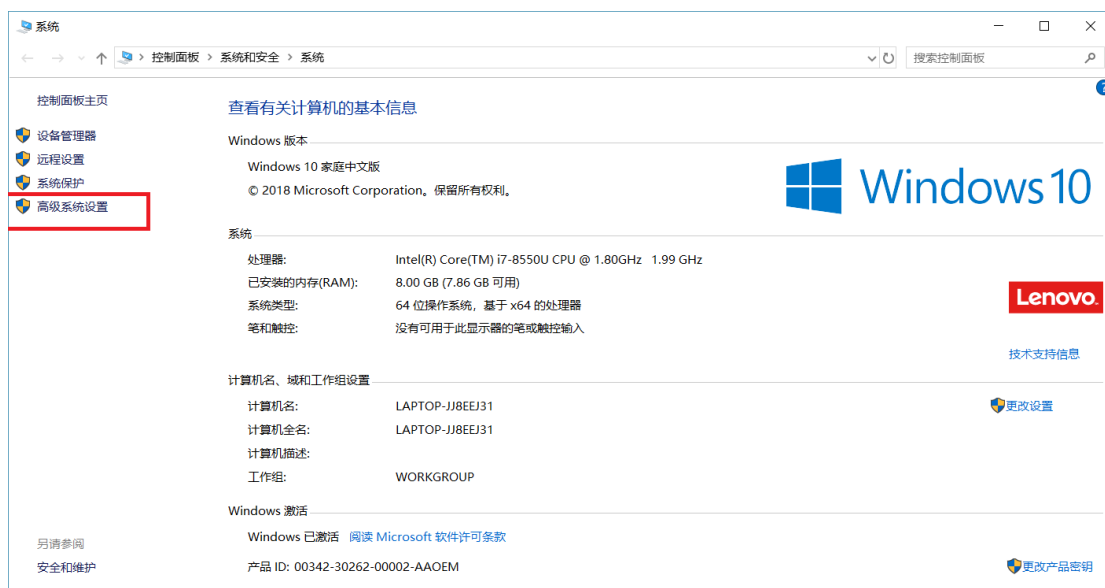 系统
控制面板 > 系统和安全 > 系统
搜索控制面板
控制面板主页
设备管理器
远程设置
系统保护
高级系统设置
查看有关计算机的基本信息
Windows 版本
Windows 10 家庭中文版
© 2018 Microsoft Corporation。保留所有权利。
Windows 10
系统
处理器: Intel(R) Core(TM) i7-8550U CPU @ 1.80GHz 1.99 GHz
已安装的内存(RAM): 8.00 GB (7.86 GB 可用)
系统类型: 64 位操作系统，基于 x64 的处理器
笔和触控: 没有可用于此显示器的笔或触控输入
Lenovo.
技术支持信息
计算机名、域和工作组设置
计算机名: LAPTOP-JJ8EEJ31
更改设置
计算机全名: LAPTOP-JJ8EEJ31
计算机描述:
工作组: WORKGROUP
Windows 激活
Windows 已激活 阅读 Microsoft 软件许可条款
产品 ID: 00342-30262-00002-AAOEM
更改产品密钥
另请参阅
安全和维护